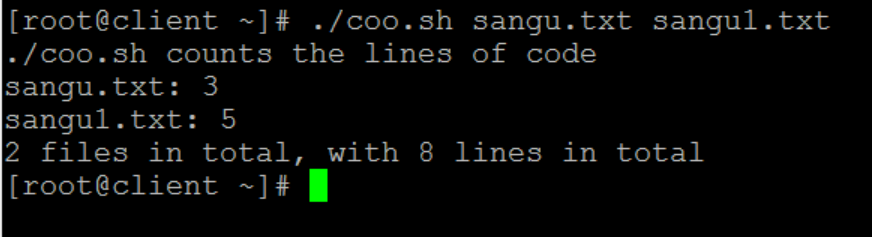 [root@client ~]# ./coo.sh sangu.txt sangu1.txt
./coo.sh counts the lines of code
sangu.txt: 3
sangu1.txt: 5
2 files in total, with 8 lines in total
[root@client ~]#